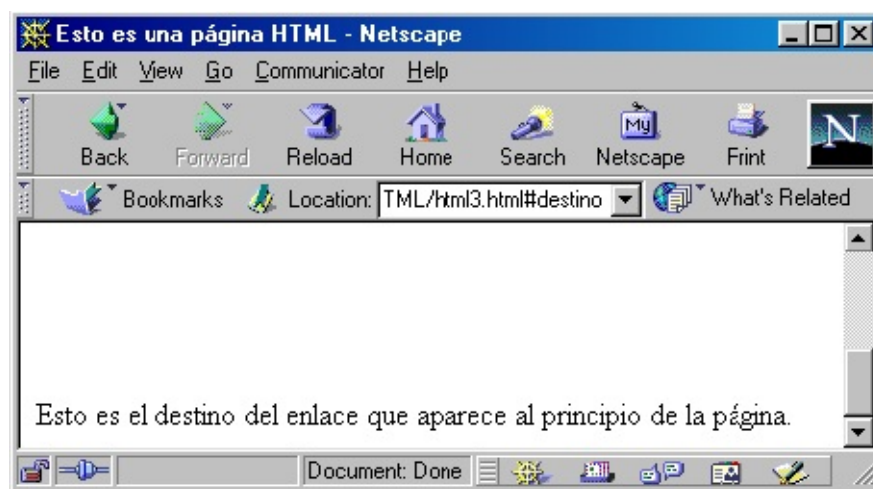 Esto es una página HTML - Netscape
File Edit View Go Communicator Help
My N
Back Forward Reload Home Search Netscape Print
Bookmarks Location: TML/html3.html#destino What's Related
Esto es el destino del enlace que aparece al principio de la página.
Document: Done